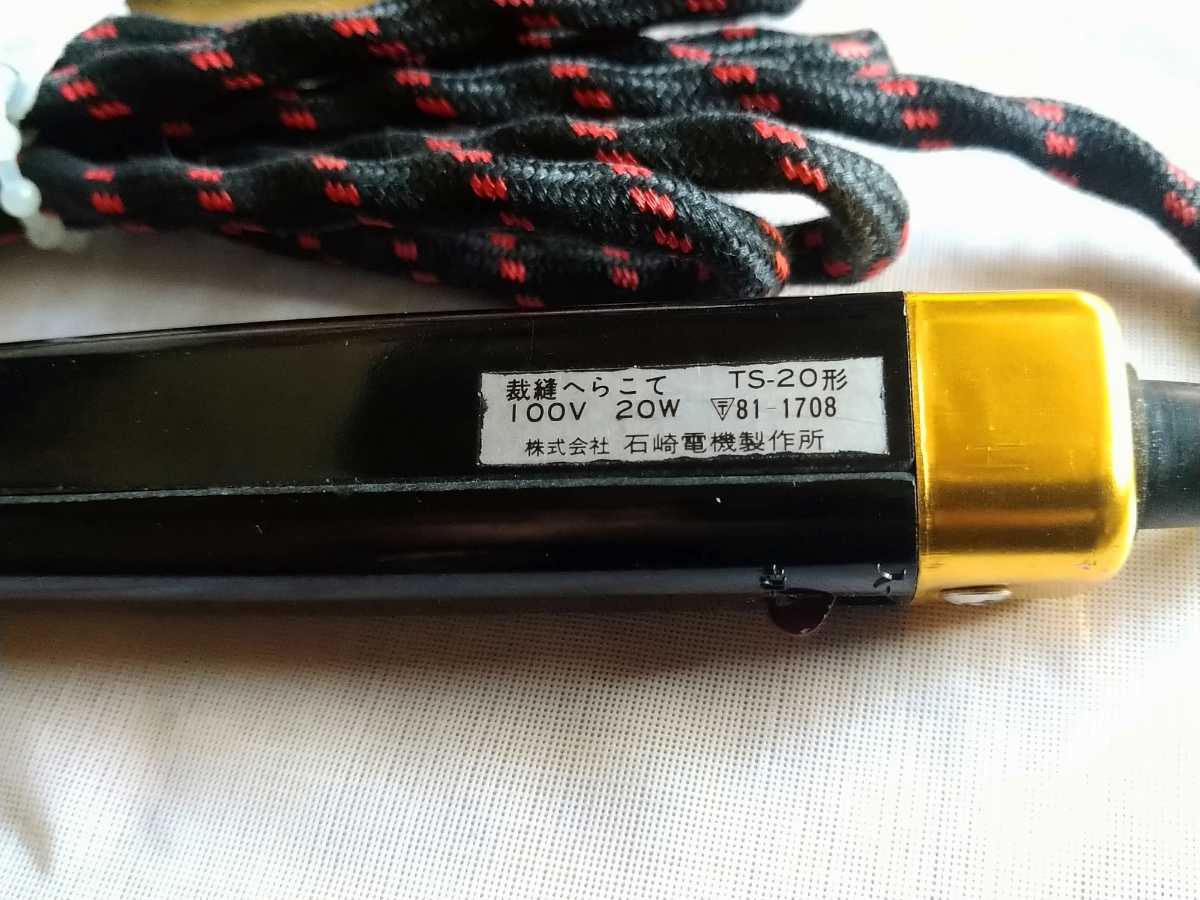 裁縫へらこて TS-20形
100V 20W 〒81-1708
株式会社 石崎電機製作所